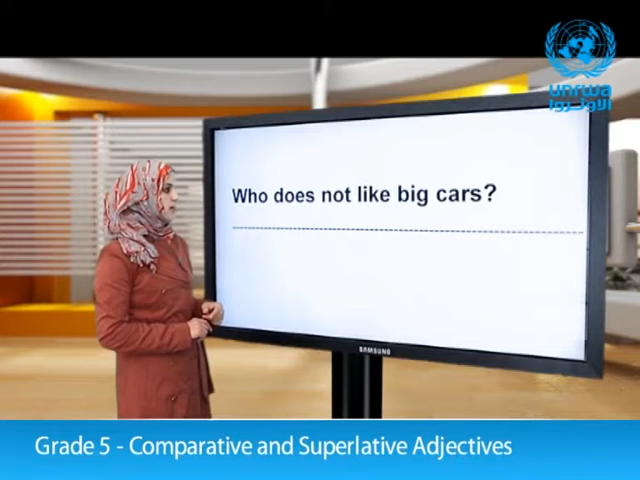 unrwa
الأونروا
Who does not like big cars?
SAMSUNG
Grade 5 - Comparative and Superlative Adjectives